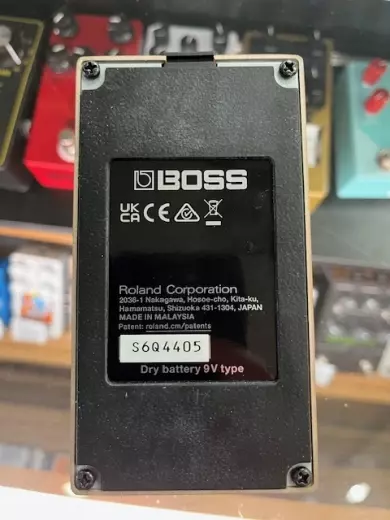 BOSS
UK
CA CE
Roland Corporation
2036-1 Nakagawa, Hosoe-cho, Kita-ku,
Hamamatsu, Shizuoka 431-1304, JAPAN
MADE IN MALAYSIA
Patent: roland.cm/patents
S6Q4405
Dry battery 9V type